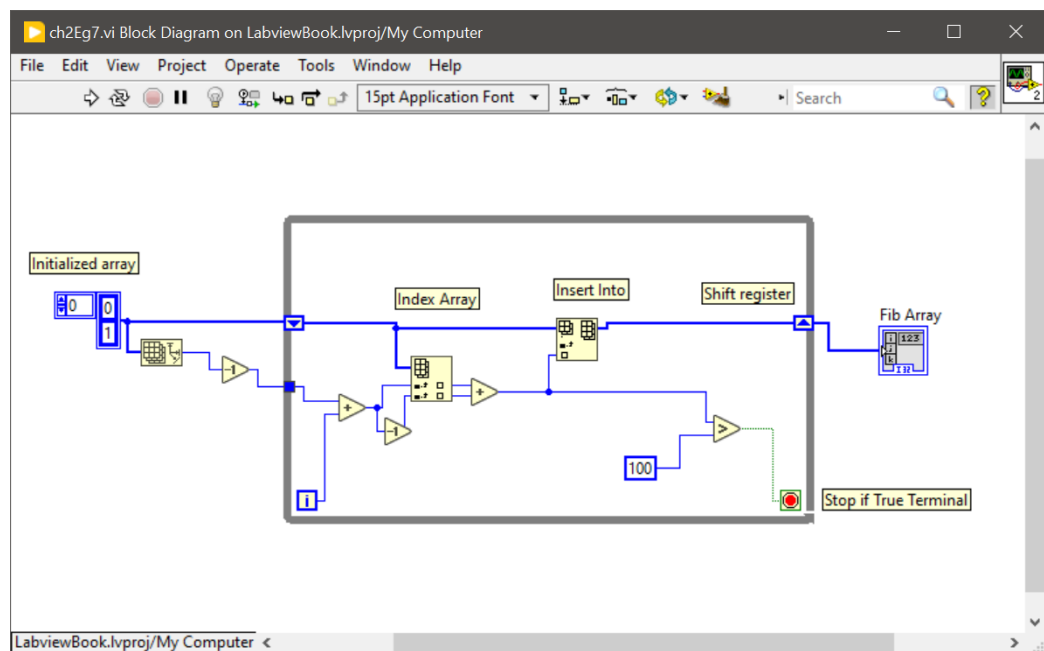 ch2Eg7.vi Block Diagram on LabviewBook.lvproj/My Computer
File Edit View Project Operate Tools Window Help
15pt Application Font
Search
?
2
Initialized array
0
0
1
-1
Index Array
Insert Into
Shift register
Fib Array
i
j
k
123
I32
+
-1
+
>
100
i
Stop if True Terminal
LabviewBook.lvproj/My Computer